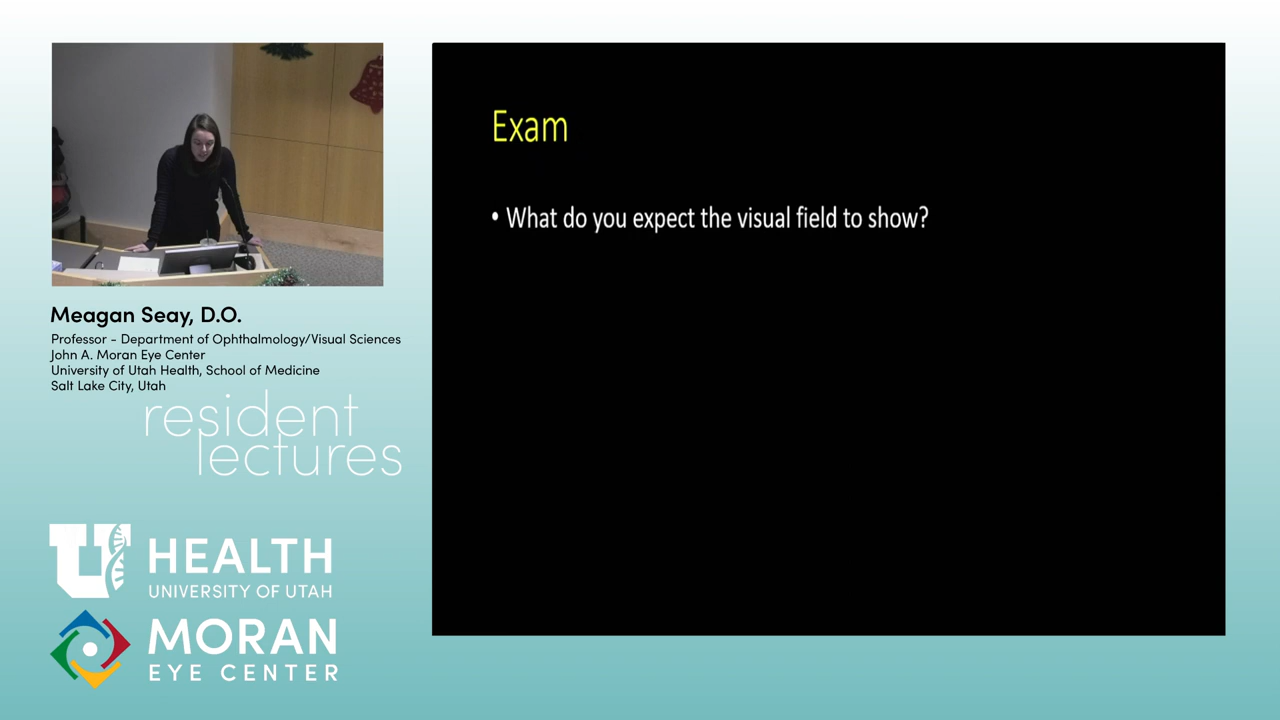 Exam
• What do you expect the visual field to show?
Meagan Seay, D.O.
Professor - Department of Ophthalmology/Visual Sciences
John A. Moran Eye Center
University of Utah Health, School of Medicine
Salt Lake City, Utah
resident
lectures
U
HEALTH
UNIVERSITY OF UTAH
MORAN
EYE CENTER